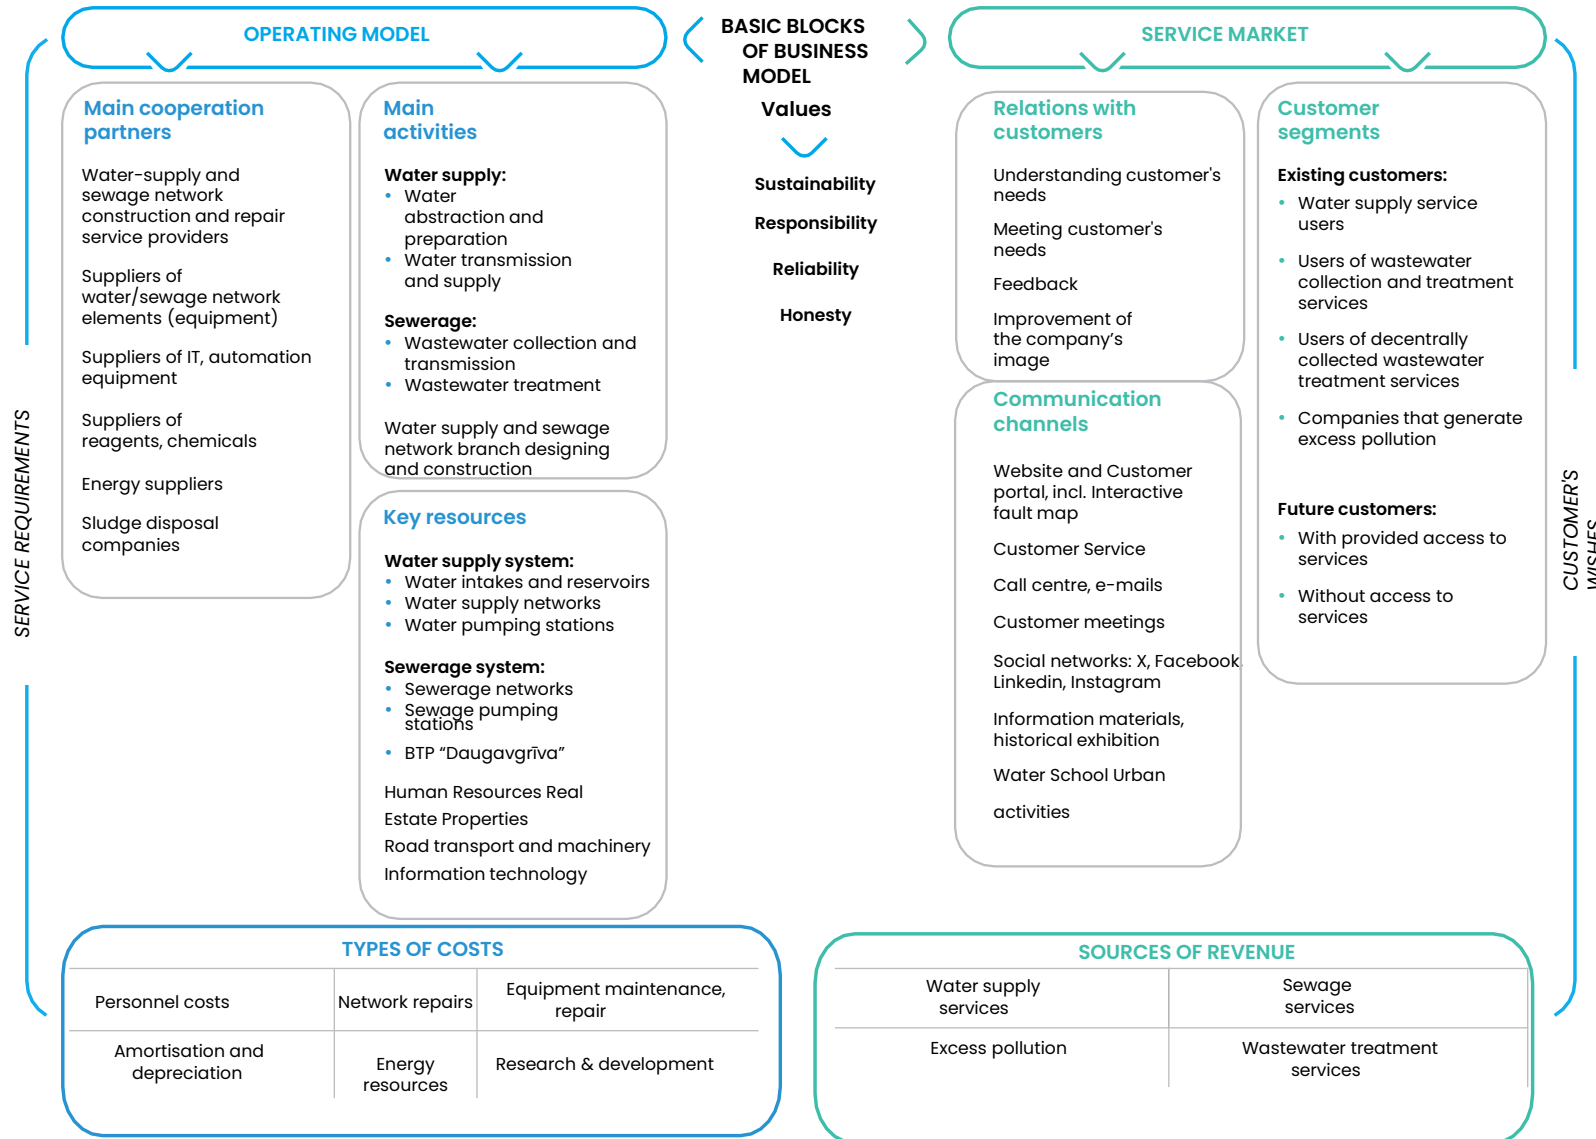 OPERATING MODEL
BASIC BLOCKS
OF BUSINESS
MODEL
SERVICE MARKET
SERVICE REQUIREMENTS
Main cooperation
partners
Water-supply and
sewage network
construction and repair
service providers
Suppliers of
water/sewage network
elements (equipment)
Suppliers of IT, automation
equipment
Suppliers of
reagents, chemicals
Energy suppliers
Sludge disposal
companies
Main
activities
Water supply:
• Water
abstraction and
preparation
• Water transmission
and supply
Sewerage:
• Wastewater collection and
transmission
• Wastewater treatment
Water supply and sewage
network branch designing
and construction
Key resources
Water supply system:
• Water intakes and reservoirs
• Water supply networks
• Water pumping stations
Sewerage system:
• Sewerage networks
• Sewage pumping
stations
• BTP “Daugavgrīva”
Human Resources Real
Estate Properties
Road transport and machinery
Information technology
Values
Sustainability
Responsibility
Reliability
Honesty
Relations with
customers
Understanding customer's
needs
Meeting customer's
needs
Feedback
Improvement of
the company’s
image
Communication
channels
Website and Customer
portal, incl. Interactive
fault map
Customer Service
Call centre, e-mails
Customer meetings
Social networks: X, Facebook,
Linkedin, Instagram
Information materials,
historical exhibition
Water School Urban
activities
Customer
segments
Existing customers:
• Water supply service
users
• Users of wastewater
collection and treatment
services
• Users of decentrally
collected wastewater
treatment services
• Companies that generate
excess pollution
Future customers:
• With provided access to
services
• Without access to
services
CUSTOMER'S
WISHES
TYPES OF COSTS
Personnel costs
Network repairs
Equipment maintenance,
repair
Amortisation and
depreciation
Energy
resources
Research & development
SOURCES OF REVENUE
Water supply
services
Sewage
services
Excess pollution
Wastewater treatment
services